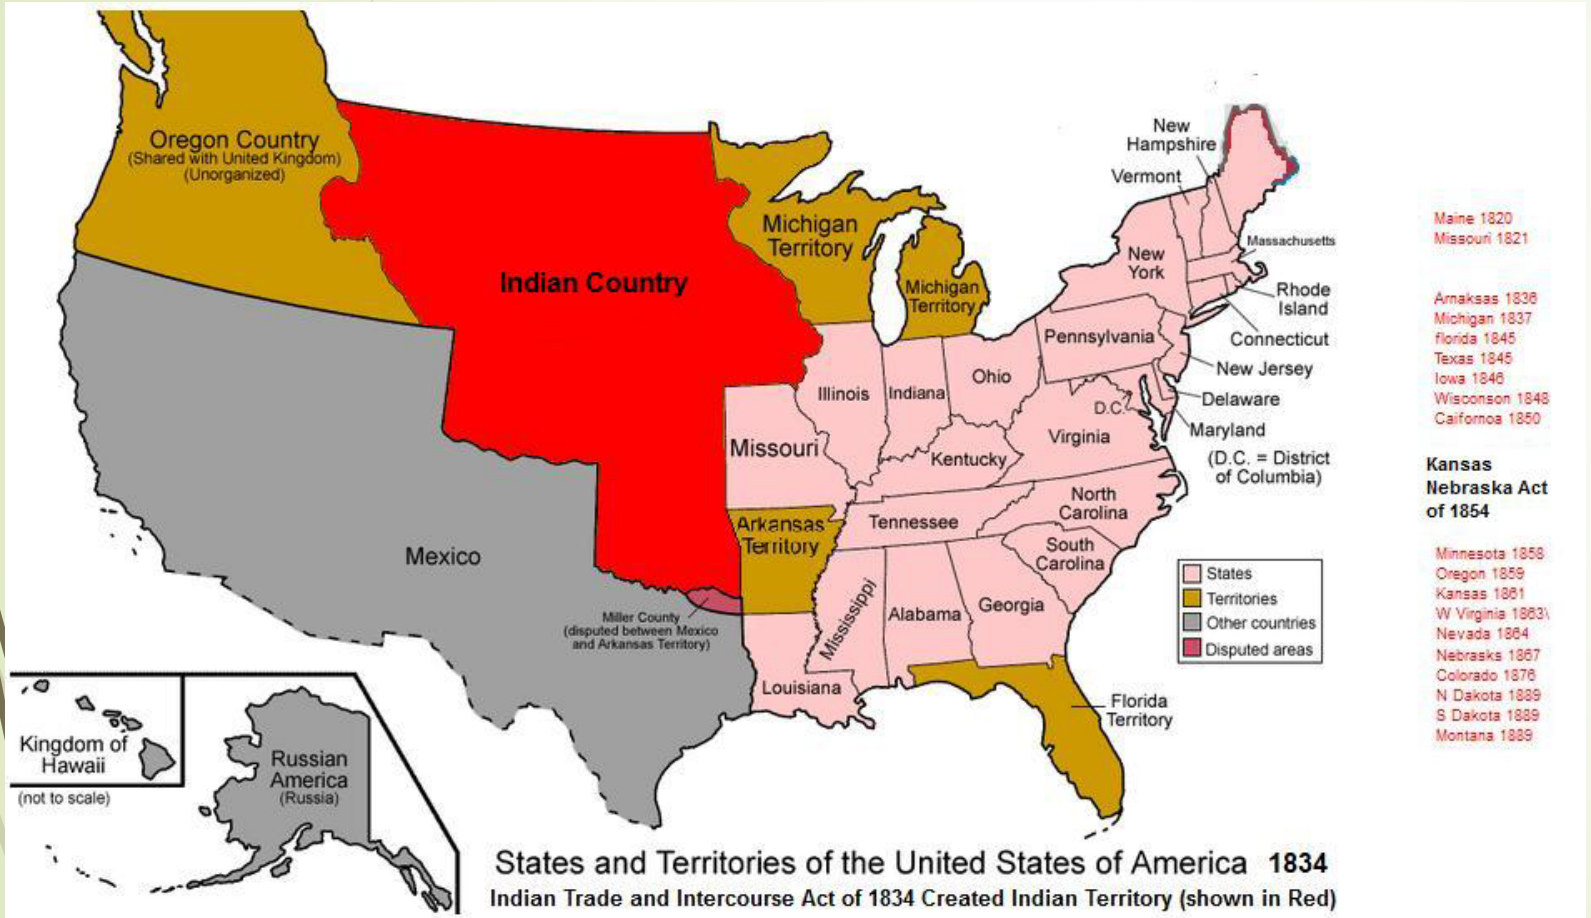 Oregon Country
(Shared with United Kingdom)
(Unorganized)
Indian Country
Michigan
Territory
Michigan
Territory
New
Hampshire
Vermont
Massachusetts
New
York
Rhode
Island
Connecticut
Pennsylvania
New Jersey
Delaware
Maryland
(D.C. = District
of Columbia)
D.C.
Ohio
Indiana
Illinois
Missouri
Virginia
Kentucky
North
Carolina
Tennessee
South
Carolina
Arkansas
Territory
Mississippi
Alabama
Georgia
Louisiana
Florida
Territory
Mexico
Miller County
(disputed between Mexico
and Arkansas Territory)
States
Territories
Other countries
Disputed areas
Kingdom of
Hawaii
(not to scale)
Russian
America
(Russia)
Maine 1820
Missouri 1821
Arnaksas 1836
Michigan 1837
florida 1845
Texas 1845
Iowa 1846
Wisconson 1848
Caifornoa 1850
Kansas
Nebraska Act
of 1854
Minnesota 1858
Oregon 1859
Kansas 1861
W Virginia 1863\
Nevada 1864
Nebrasks 1867
Colorado 1876
N Dakota 1889
S Dakota 1889
Montana 1889
States and Territories of the United States of America 1834
Indian Trade and Intercourse Act of 1834 Created Indian Territory (shown in Red)